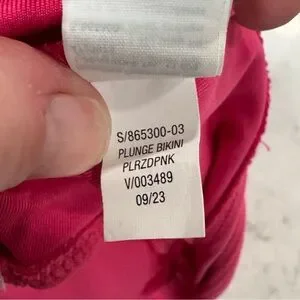 S/865300-03
PLUNGE BIKINI
PLRZDPNK
V/003489
09/23